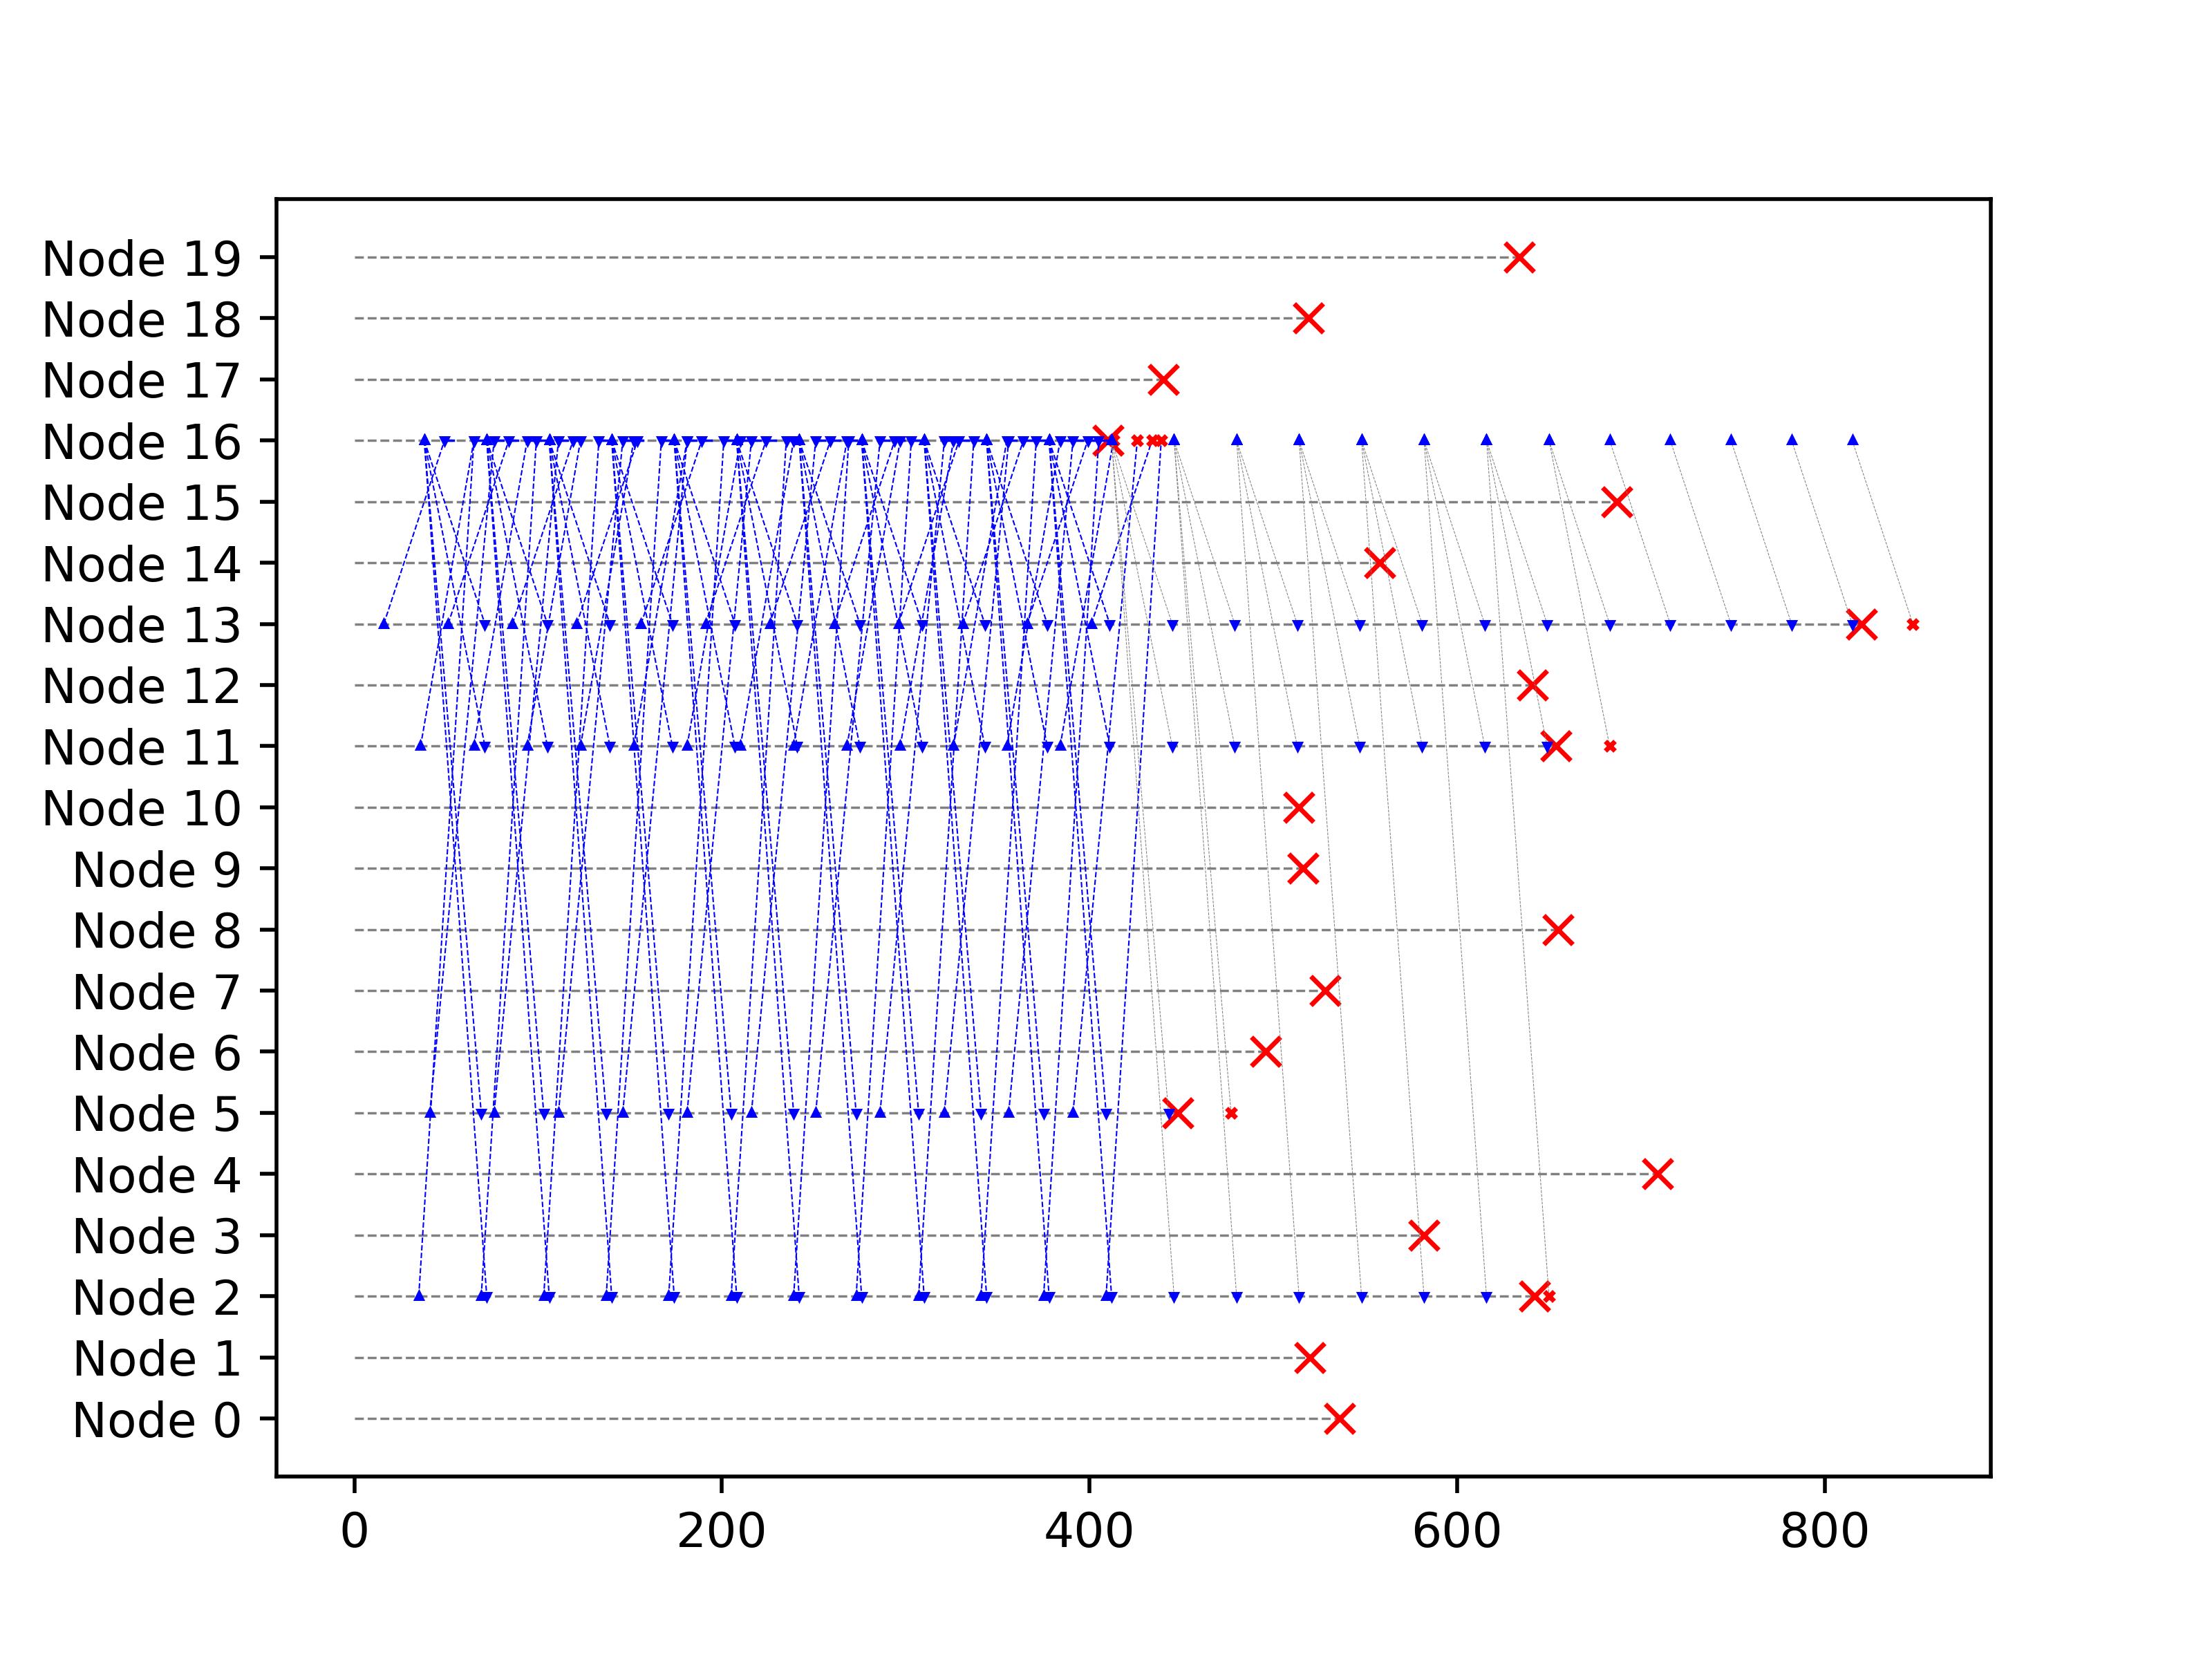 Node 19
Node 18
Node 17
Node 16
Node 15
Node 14
Node 13
Node 12
Node 11
Node 10
Node 9
Node 8
Node 7
Node 6
Node 5
Node 4
Node 3
Node 2
Node 1
Node 0
0 200 400 600 800